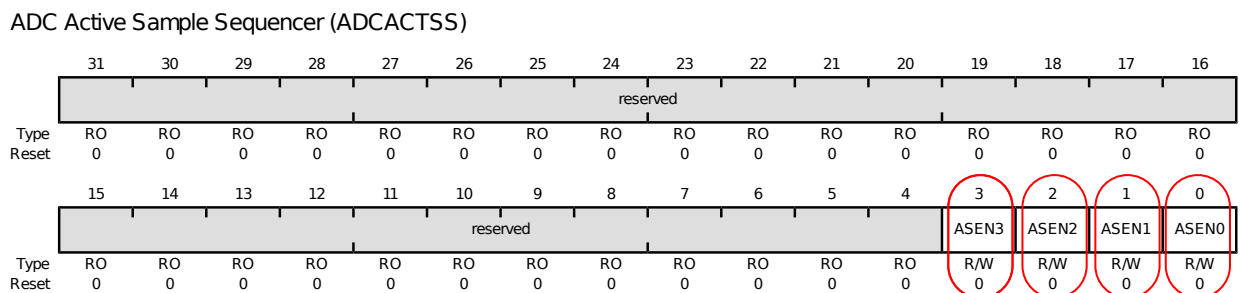 ADC Active Sample Sequencer (ADCACTSS)
31 30 29 28 27 26 25 24 23 22 21 20 19 18 17 16
reserved
Type RO RO RO RO RO RO RO RO RO RO RO RO RO RO RO RO
Reset 0 0 0 0 0 0 0 0 0 0 0 0 0 0 0 0
15 14 13 12 11 10 9 8 7 6 5 4 3 2 1 0
reserved ASEN3 ASEN2 ASEN1 ASEN0
Type RO RO RO RO RO RO RO RO RO RO RO RO R/W R/W R/W R/W
Reset 0 0 0 0 0 0 0 0 0 0 0 0 0 0 0 0